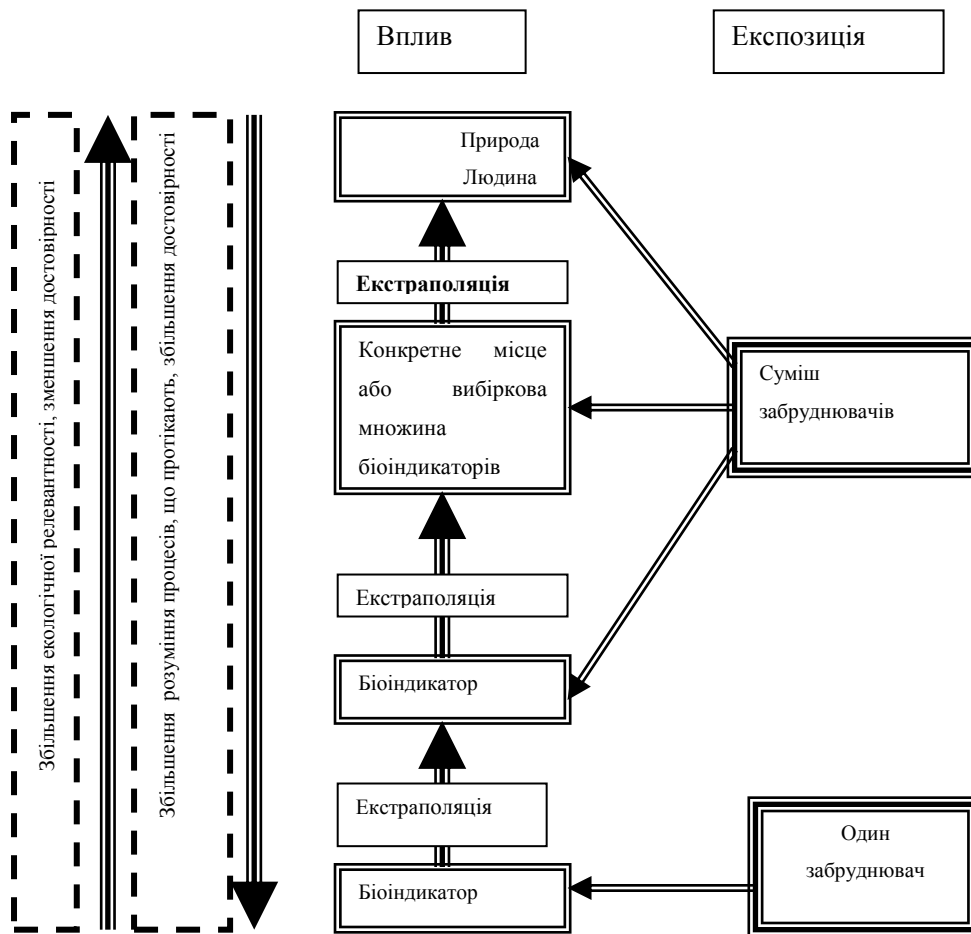 Вплив
Експозиція
Збільшення екологічної релевантності, зменшення достовірності
Збільшення розуміння процесів, що протікають, збільшення достовірності
Природа
Людина
Екстраполяція
Конкретне місце
або вибіркова
множина
біоіндикаторів
Суміш
забруднювачів
Екстраполяція
Біоіндикатор
Екстраполяція
Один
забруднювач
Біоіндикатор